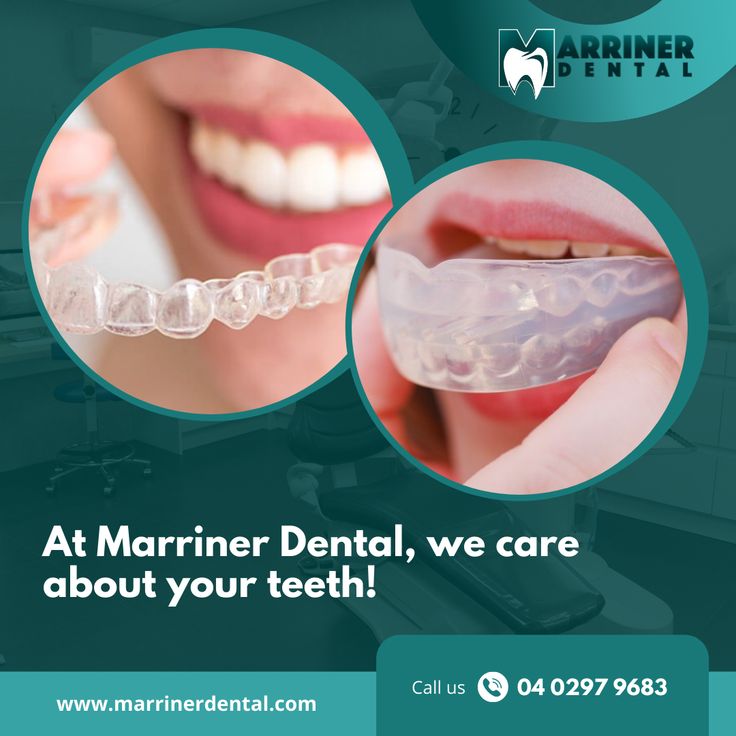 MARRINER
DENTAL
At Marriner Dental, we care
about your teeth!
Call us 04 0297 9683
www.marrinerdental.com